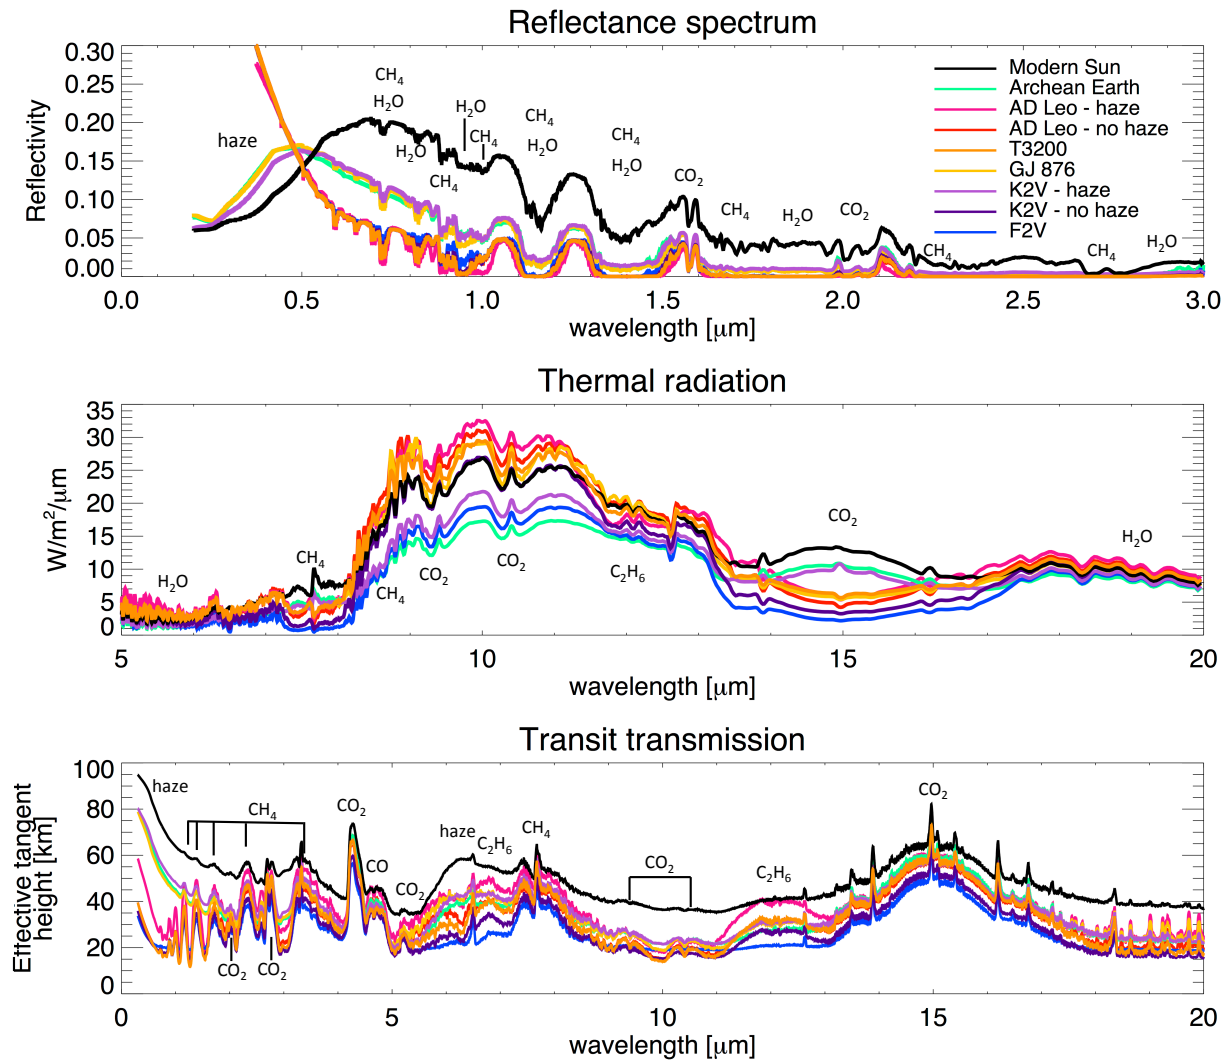 Reflectance spectrum
0.30
0.25
0.20
0.15
0.10
0.05
0.00
Reflectivity
haze
CH4
H2O
H2O
CH4
H2O
CH4
CH4
H2O
CH4
H2O
CO2
CH4
H2O
CO2
CH4
CH4
H2O
Modern Sun
Archean Earth
AD Leo - haze
AD Leo - no haze
T3200
GJ 876
K2V - haze
K2V - no haze
F2V
0.0 0.5 1.0 1.5 2.0 2.5 3.0
wavelength [μm]
Thermal radiation
35
30
25
20
15
10
5
0
W/m²/μm
H2O
CH4
CH4
CO2
CO2
C2H6
CO2
H2O
5 10 15 20
wavelength [μm]
Transit transmission
100
80
60
40
20
0
Effective tangent
height [km]
haze
CH4
CO2
CO2
CO2
CO
CO2
haze
C2H6
CH4
CO2
C2H6
CO2
0 5 10 15 20
wavelength [μm]